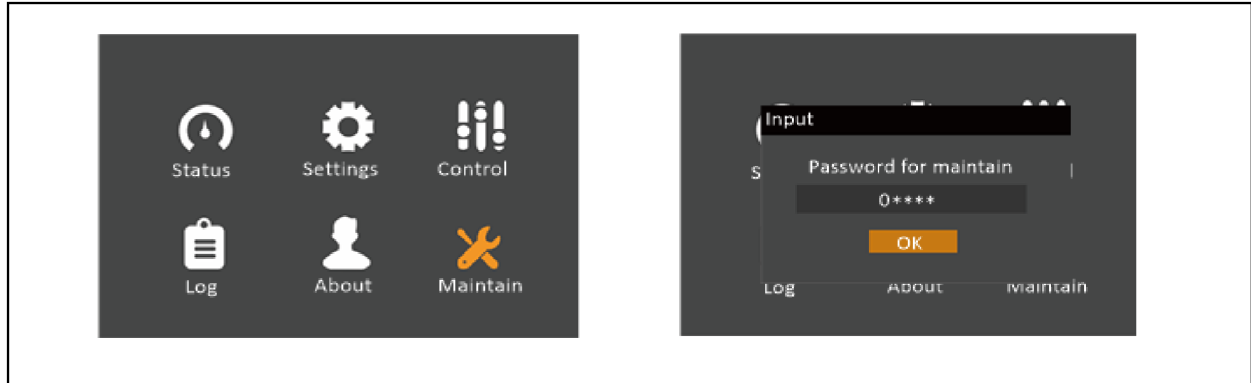 Status Settings Control
Log About Maintain
Input
Password for maintain
0****
OK
Log About Maintain